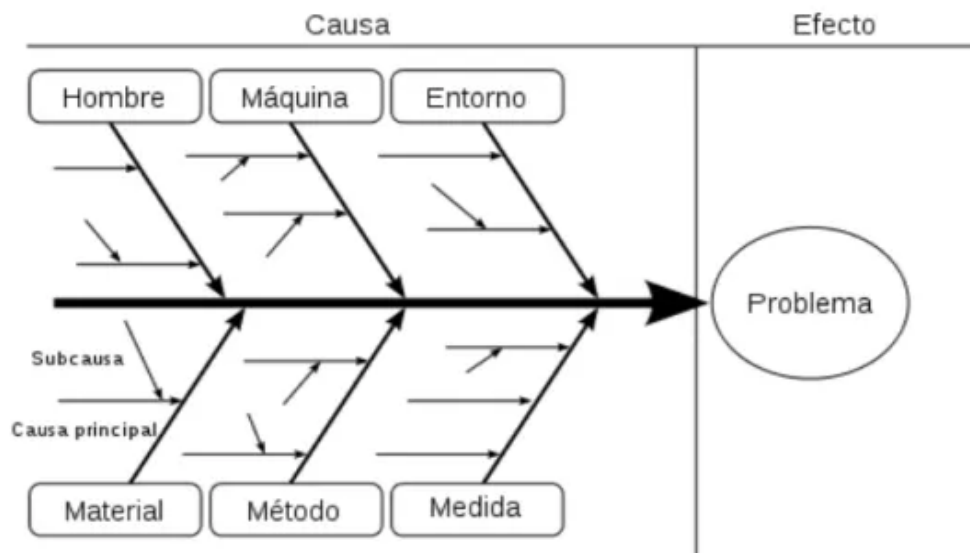 Causa
Efecto
Hombre
Máquina
Entorno
Problema
Subcausa
Causa principal
Material
Método
Medida